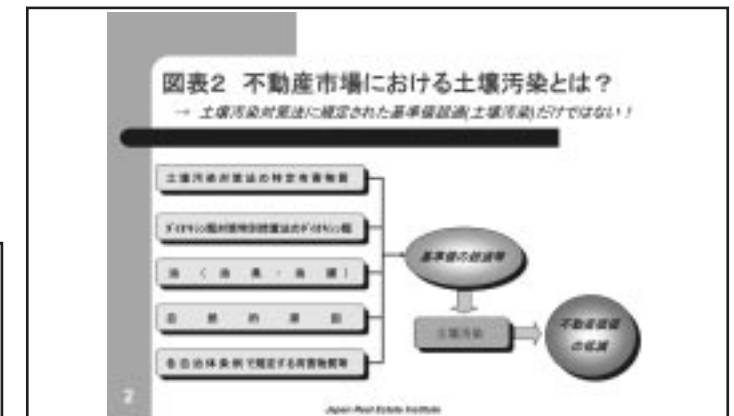 図表2 不動産市場における土壌汚染とは？
→ 土壌汚染対策法に規定された基準値超過(土壌汚染)だけではない！
土壌汚染対策法の特定有害物質
ダイオキシン類対策特別措置法のダイオキシン類
油（油臭・油膜）
自然的原因
各自治体条例で規定する有害物質等
基準値の超過等
土壌汚染
不動産価値
の低減
2
Japan Real Estate Institute